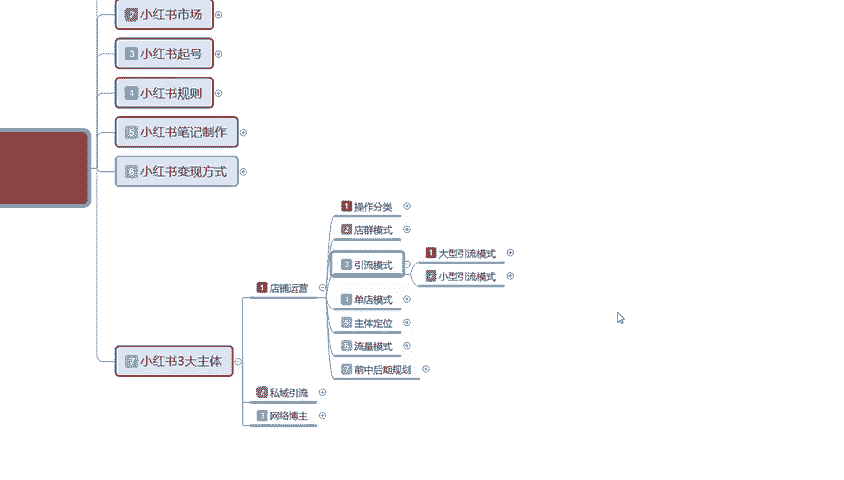 2 小红书市场
3 小红书起号
4 小红书规则
5 小红书笔记制作
6 小红书变现方式
7 小红书3大主体
1 店铺运营
1 操作分类
2 店群模式
3 引流模式
1 大型引流模式
2 小型引流模式
4 单店模式
5 主体定位
6 流量模式
7 前中后期规划
2 私域引流
3 网络博主